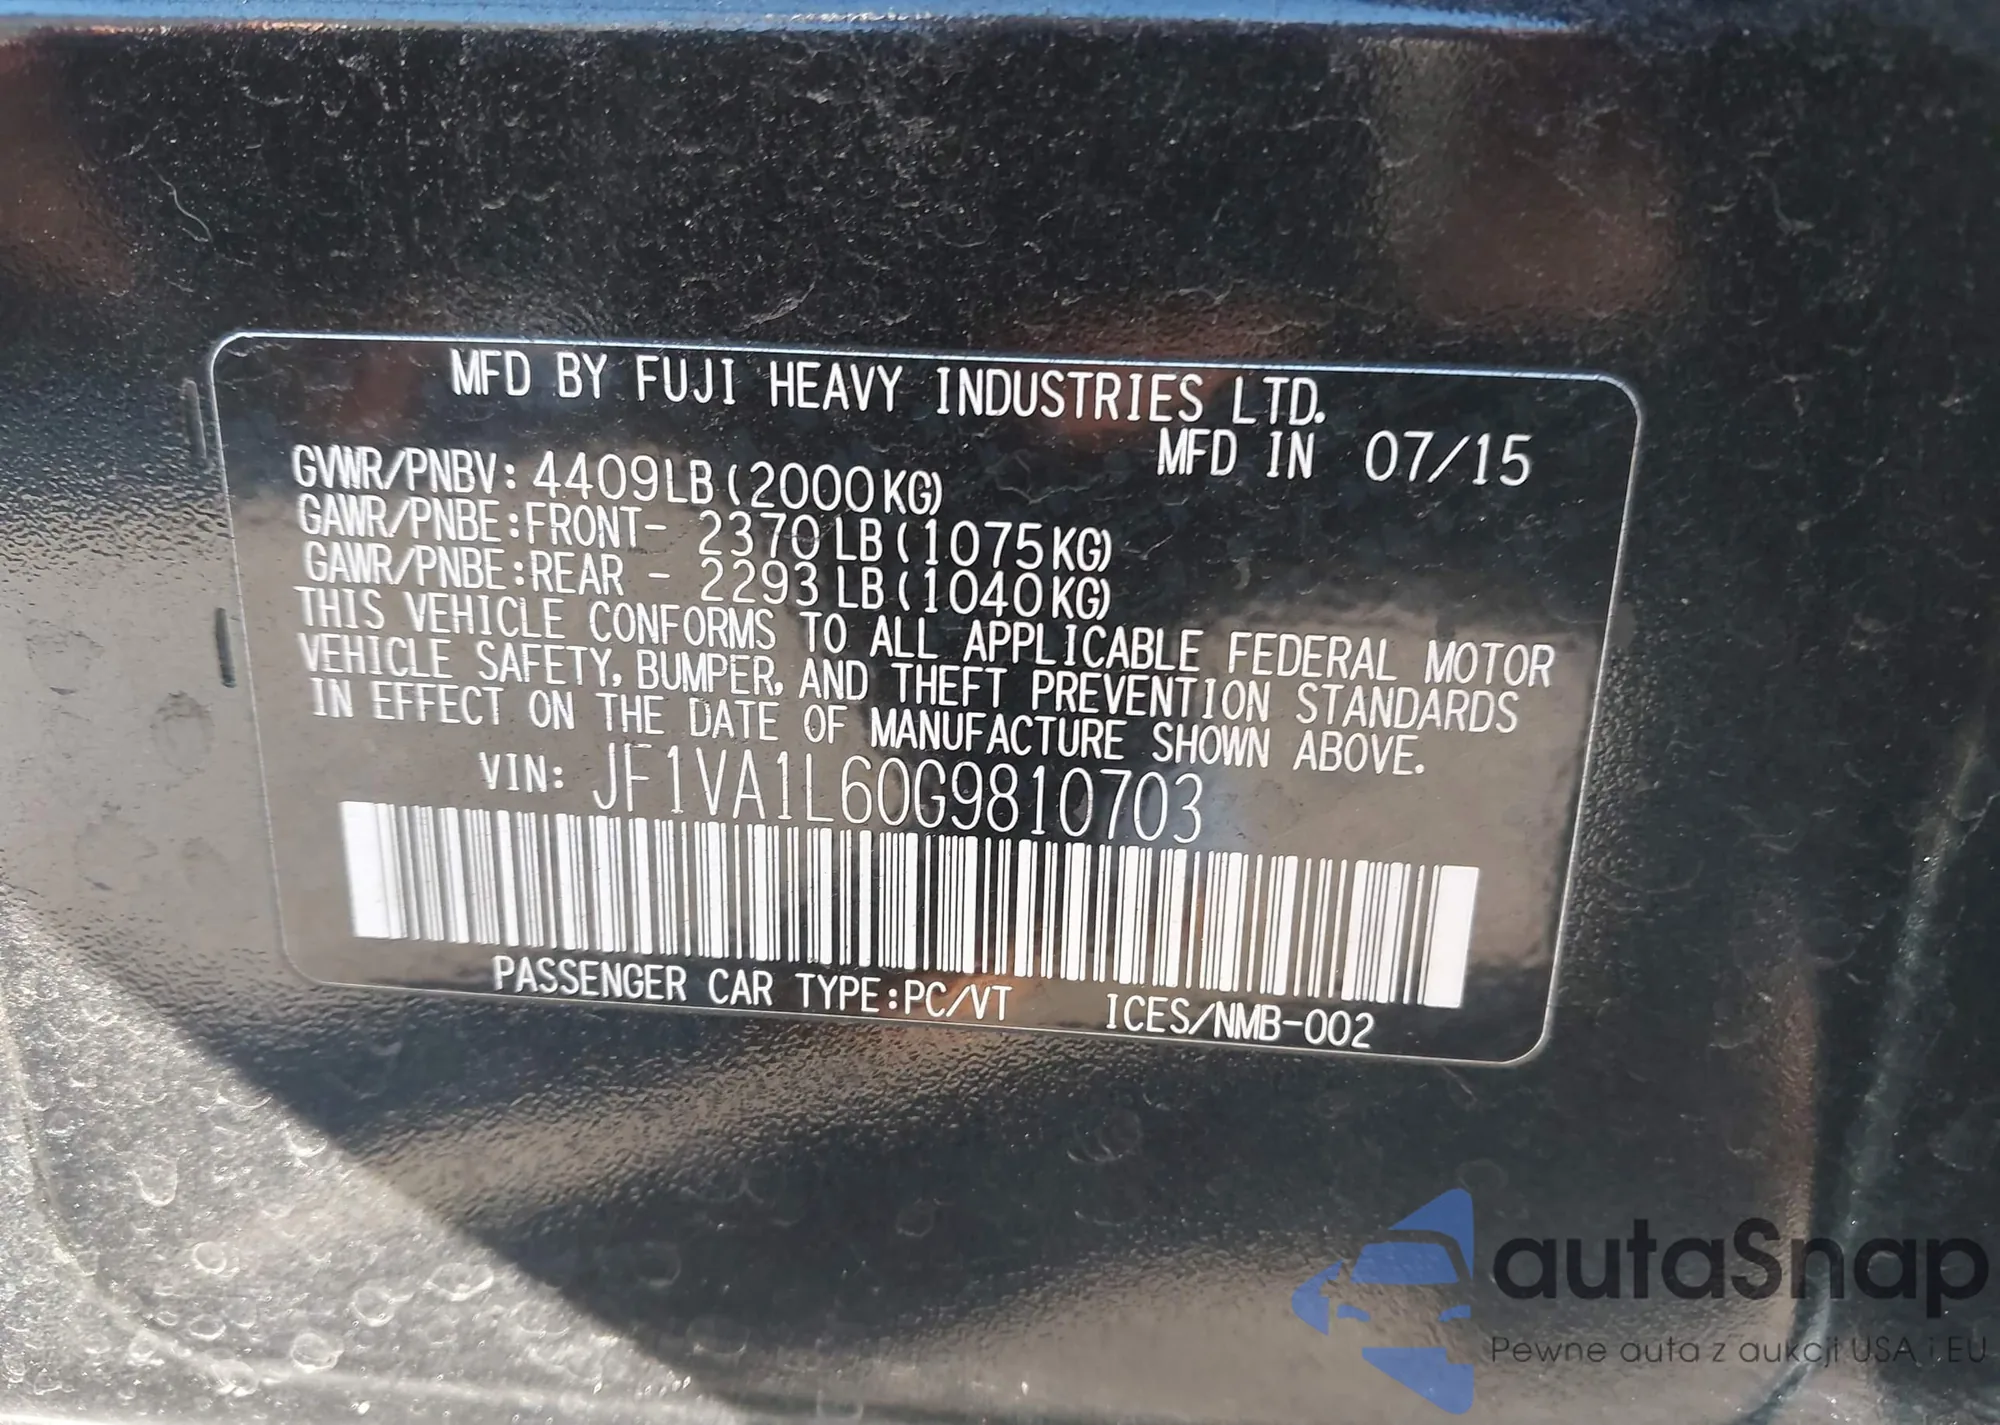 MFD BY FUJI HEAVY INDUSTRIES LTD.
MFD IN 07/15
GVWR/PNBV: 4409LB(2000KG)
GAWR/PNBE:FRONT- 2370LB(1075KG)
GAWR/PNBE:REAR - 2293LB(1040KG)
THIS VEHICLE CONFORMS TO ALL APPLICABLE FEDERAL MOTOR
VEHICLE SAFETY, BUMPER, AND THEFT PREVENTION STANDARDS
IN EFFECT ON THE DATE OF MANUFACTURE SHOWN ABOVE.
VIN: JF1VA1L60G9810703
PASSENGER CAR TYPE:PC/VT ICES/NMB-002
autaSnap
Pewne auta z aukcji USA i EU